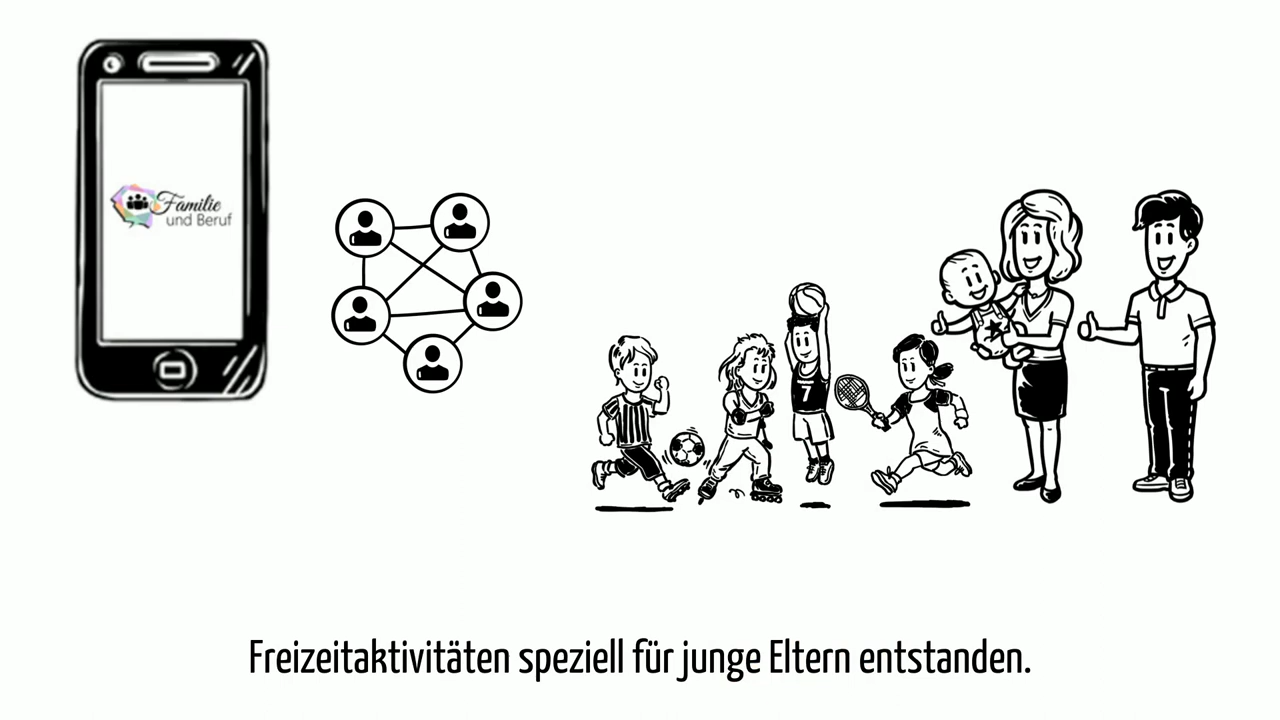 Familie
und Beruf
7
Freizeitaktivitäten speziell für junge Eltern entstanden.